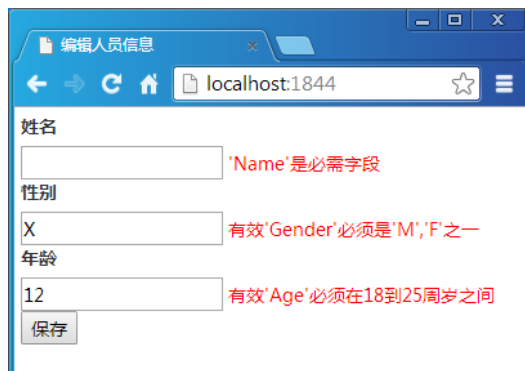 编辑人员信息
localhost:1844
姓名
'Name'是必需字段
性别
X 有效'Gender'必须是'M','F'之一
年龄
12 有效'Age'必须在18到25周岁之间
保存